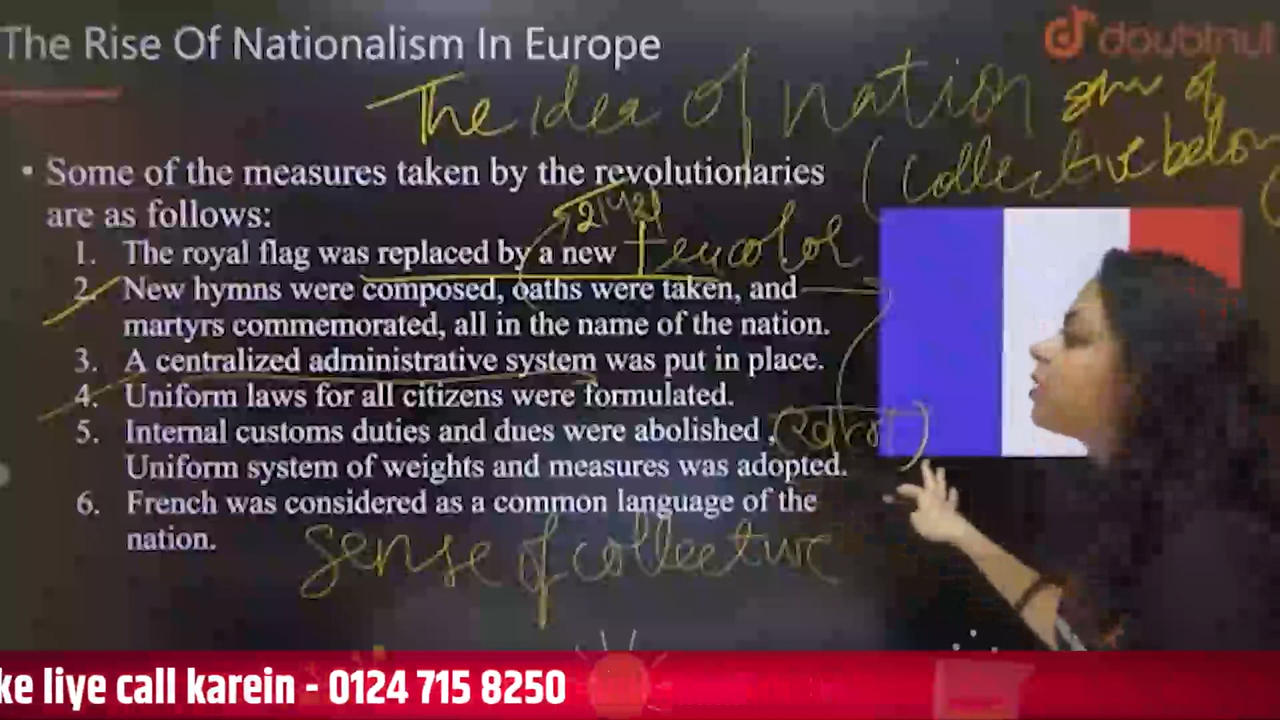 The Rise Of Nationalism In Europe
doubtnut
The idea of nation
(collective belon
• Some of the measures taken by the revolutionaries
are as follows:
1. The royal flag was replaced by a new
2. New hymns were composed, oaths were taken, and
martyrs commemorated, all in the name of the nation.
3. A centralized administrative system was put in place.
4. Uniform laws for all citizens were formulated.
5. Internal customs duties and dues were abolished ,
Uniform system of weights and measures was adopted.
6. French was considered as a common language of the
nation.
sense of collective
ke liye call karein - 0124 715 8250